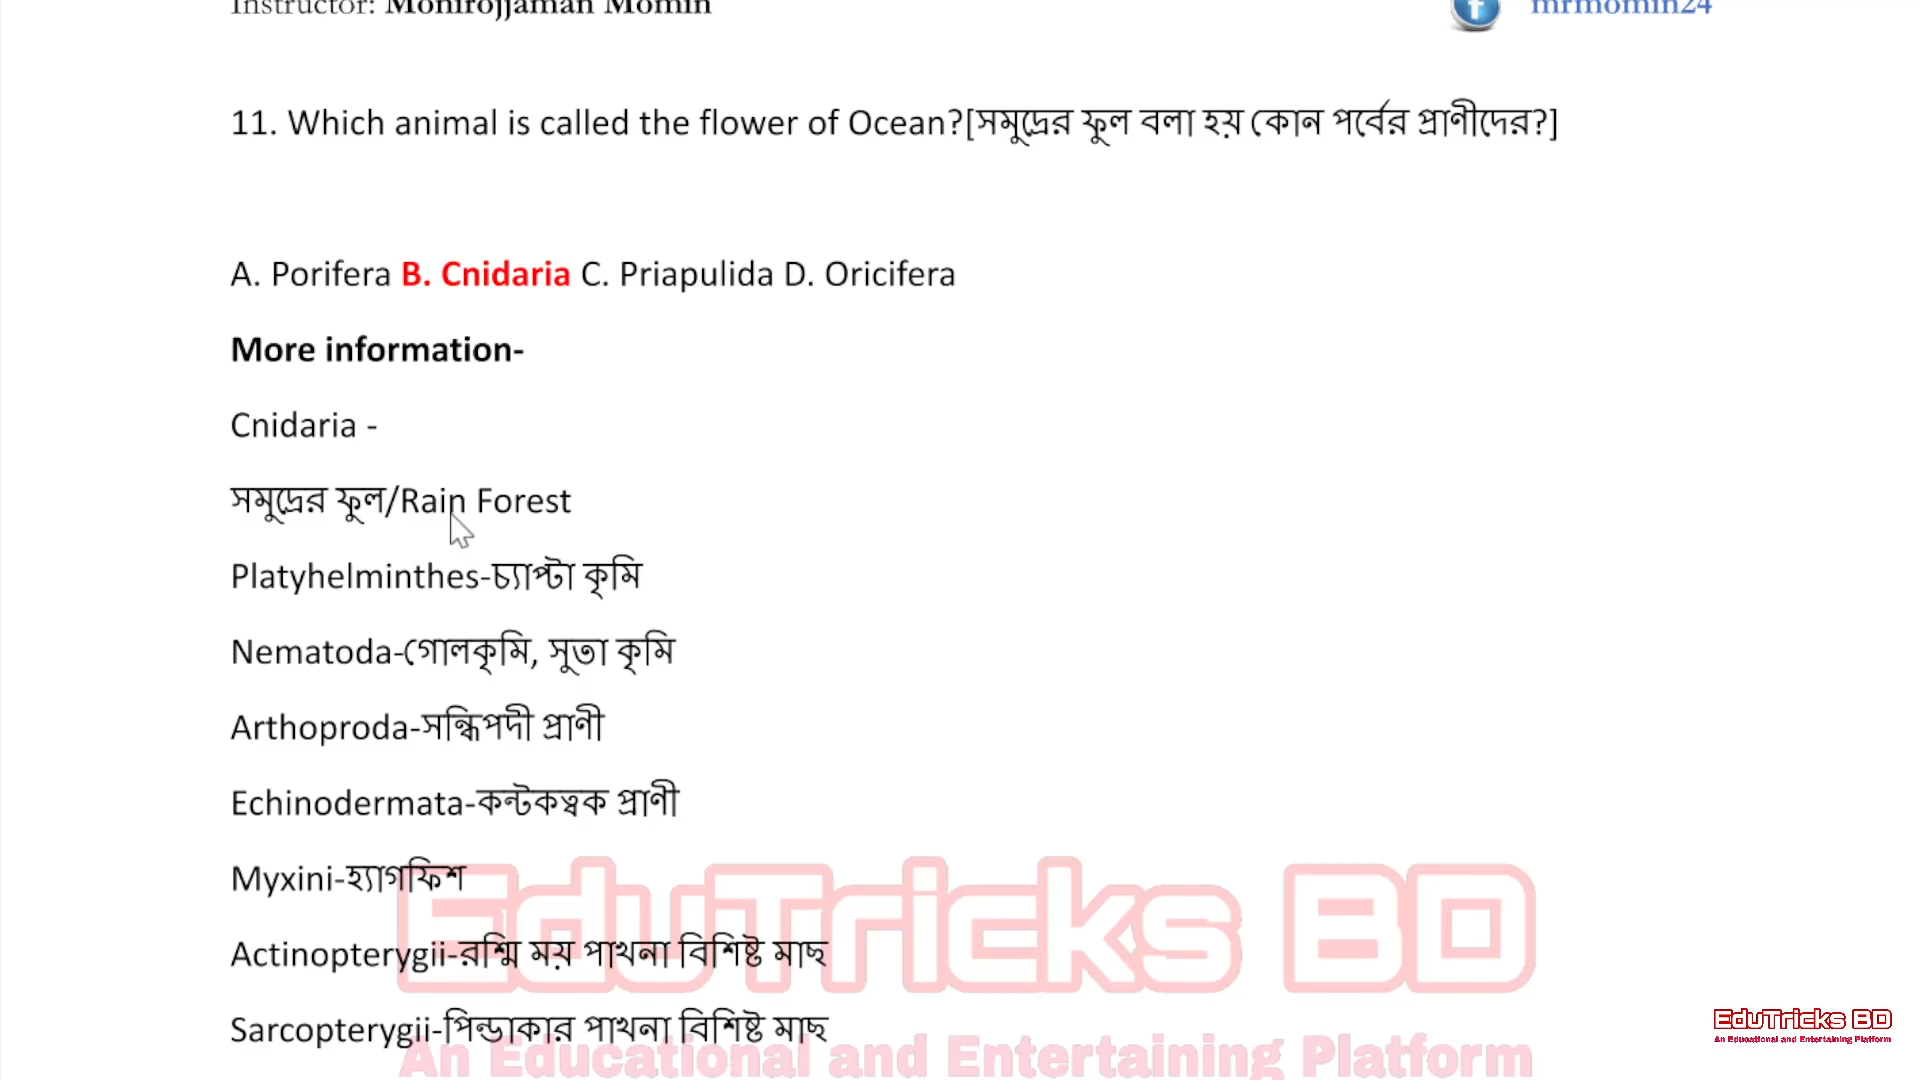 Instructor: Monirojjaman Momin
mrmomin24
11. Which animal is called the flower of Ocean?[সমুদ্রের ফুল বলা হয় কোন পর্বের প্রাণীদের?]
A. Porifera B. Cnidaria C. Priapulida D. Oricifera
More information-
Cnidaria -
সমুদ্রের ফুল/Rain Forest
Platyhelminthes-চ্যাপ্টা কৃমি
Nematoda-গোলকৃমি, সুতা কৃমি
Arthoproda-সন্ধিপদী প্রাণী
Echinodermata-কন্টকত্বক প্রাণী
Myxini-হ্যাগফিশ
Actinopterygii-রশ্মি ময় পাখনা বিশিষ্ট মাছ
Sarcopterygii-পিন্ডাকার পাখনা বিশিষ্ট মাছ
EduTricks BD
An Educational and Entertaining Platform
EduTricks BD
An Educational and Entertaining Platform